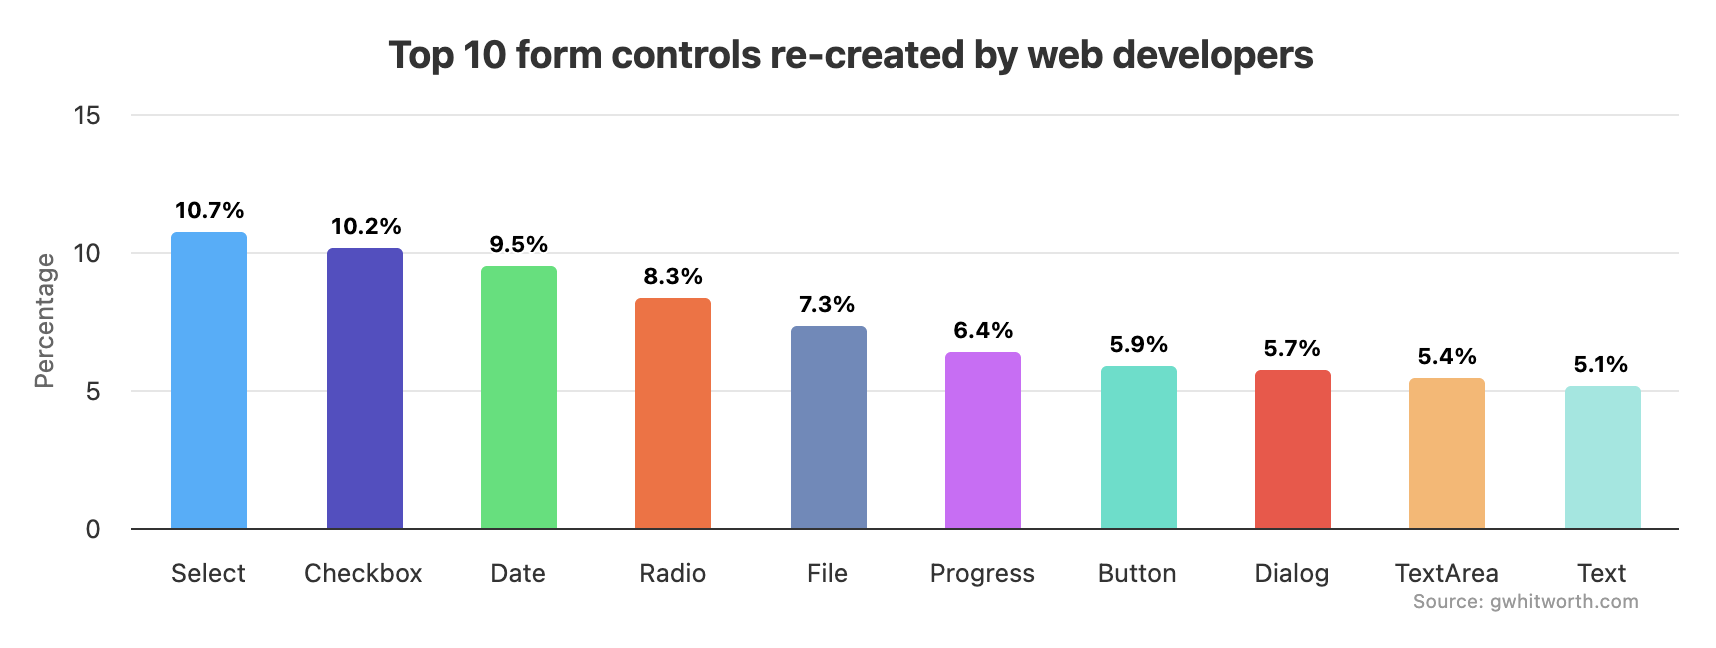 Top 10 form controls re-created by web developers
15
10
5
0
Percentage
10.7%
10.2%
9.5%
8.3%
7.3%
6.4%
5.9%
5.7%
5.4%
5.1%
Select
Checkbox
Date
Radio
File
Progress
Button
Dialog
TextArea
Text
Source: gwhitworth.com